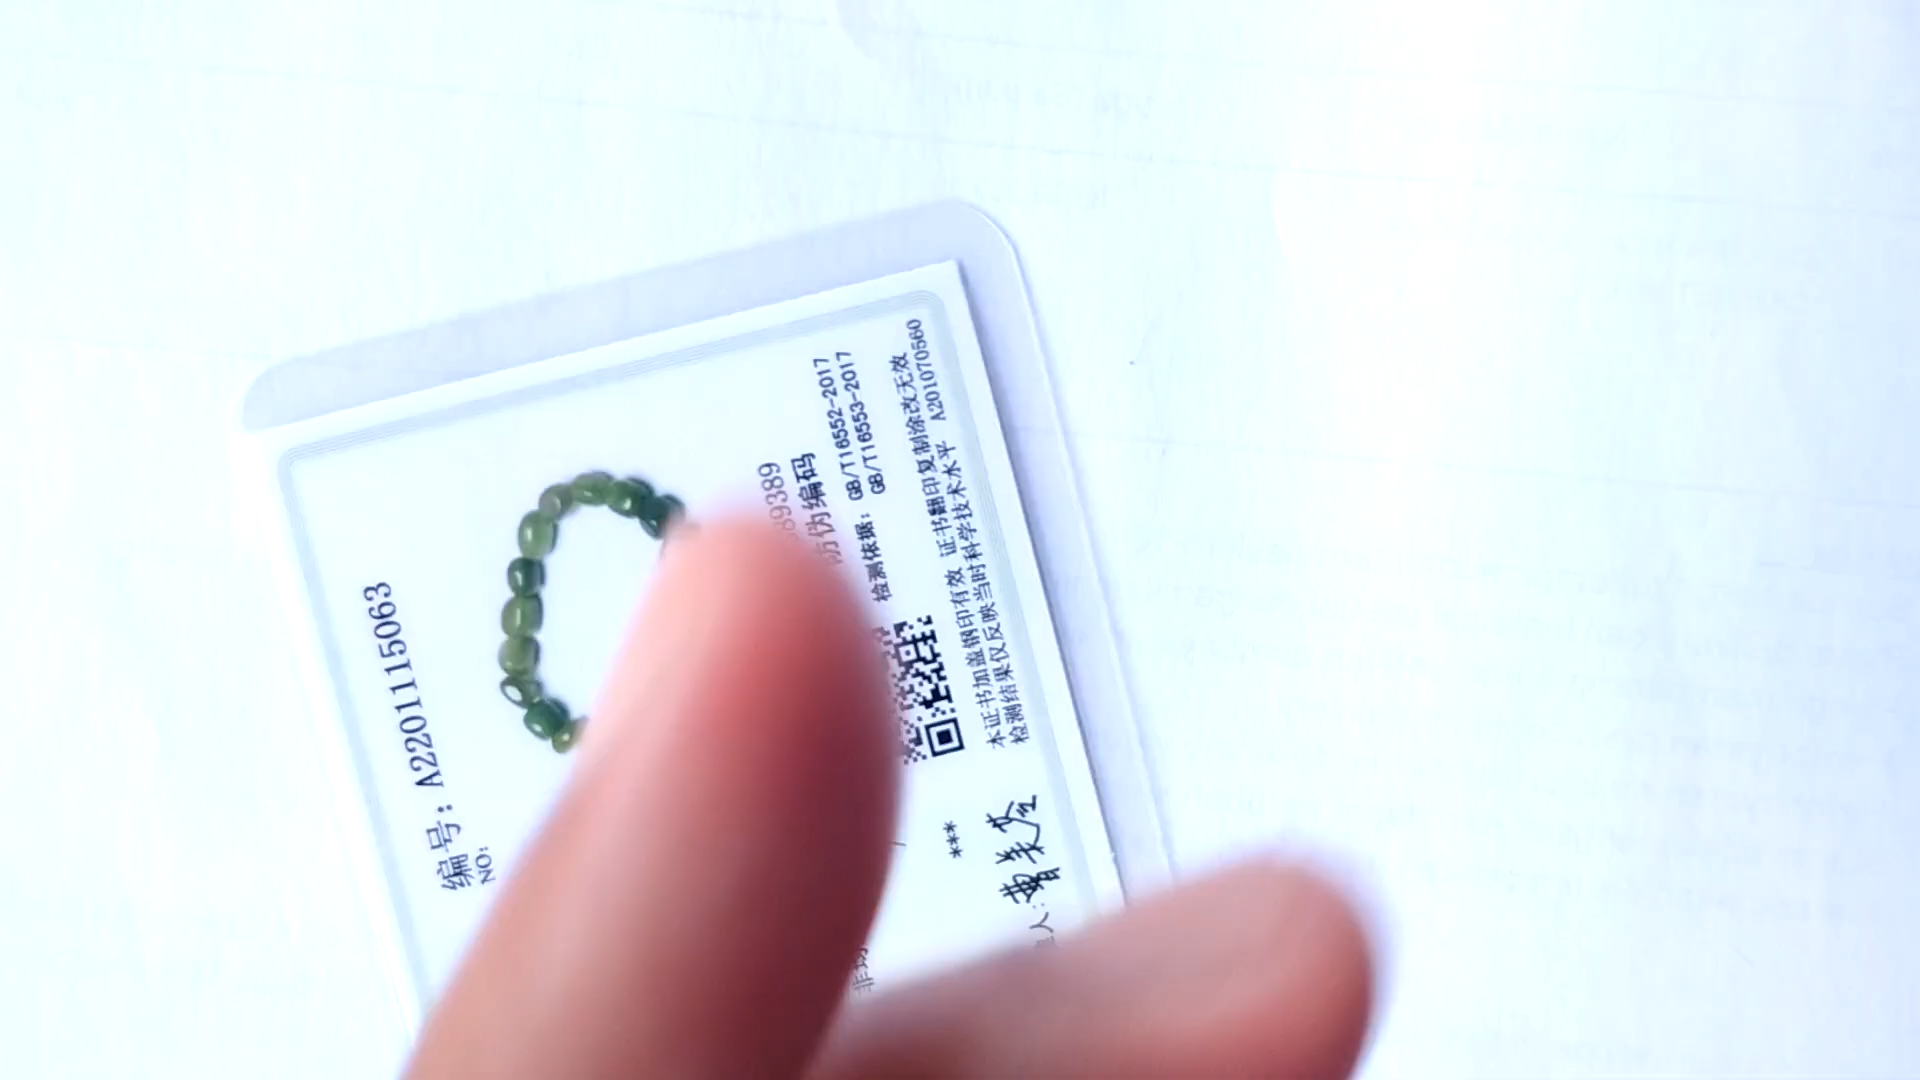 编号: A2201115063
NO:
89389
防伪编码
检测依据: GB/T16552-2017
GB/T16553-2017
***
本证书加盖钢印有效 证书翻印复制涂改无效
检测结果仅反映当时科学技术水平 A201070560